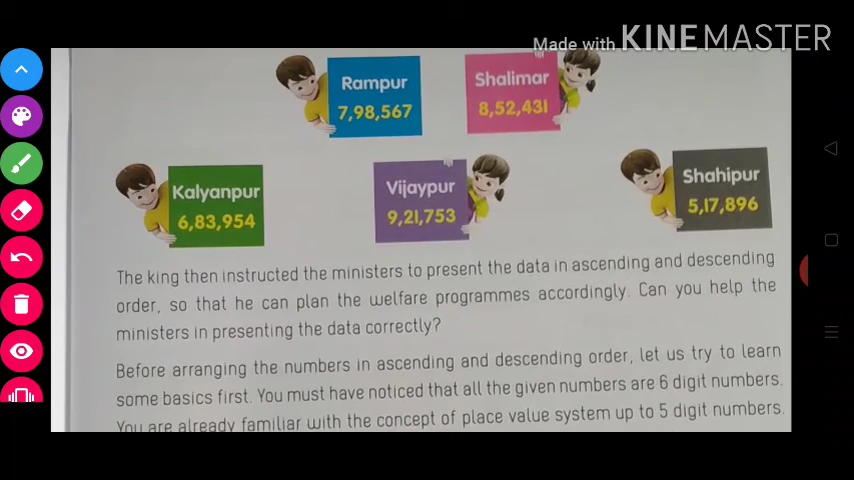 Made with KINEMASTER
Rampur
7,98,567
Shalimar
8,52,431
Kalyanpur
6,83,954
Vijaypur
9,21,753
Shahipur
5,17,896
The king then instructed the ministers to present the data in ascending and descending
order, so that he can plan the welfare programmes accordingly. Can you help the
ministers in presenting the data correctly?
Before arranging the numbers in ascending and descending order, let us try to learn
some basics first. You must have noticed that all the given numbers are 6 digit numbers.
You are already familiar with the concept of place value system up to 5 digit numbers.